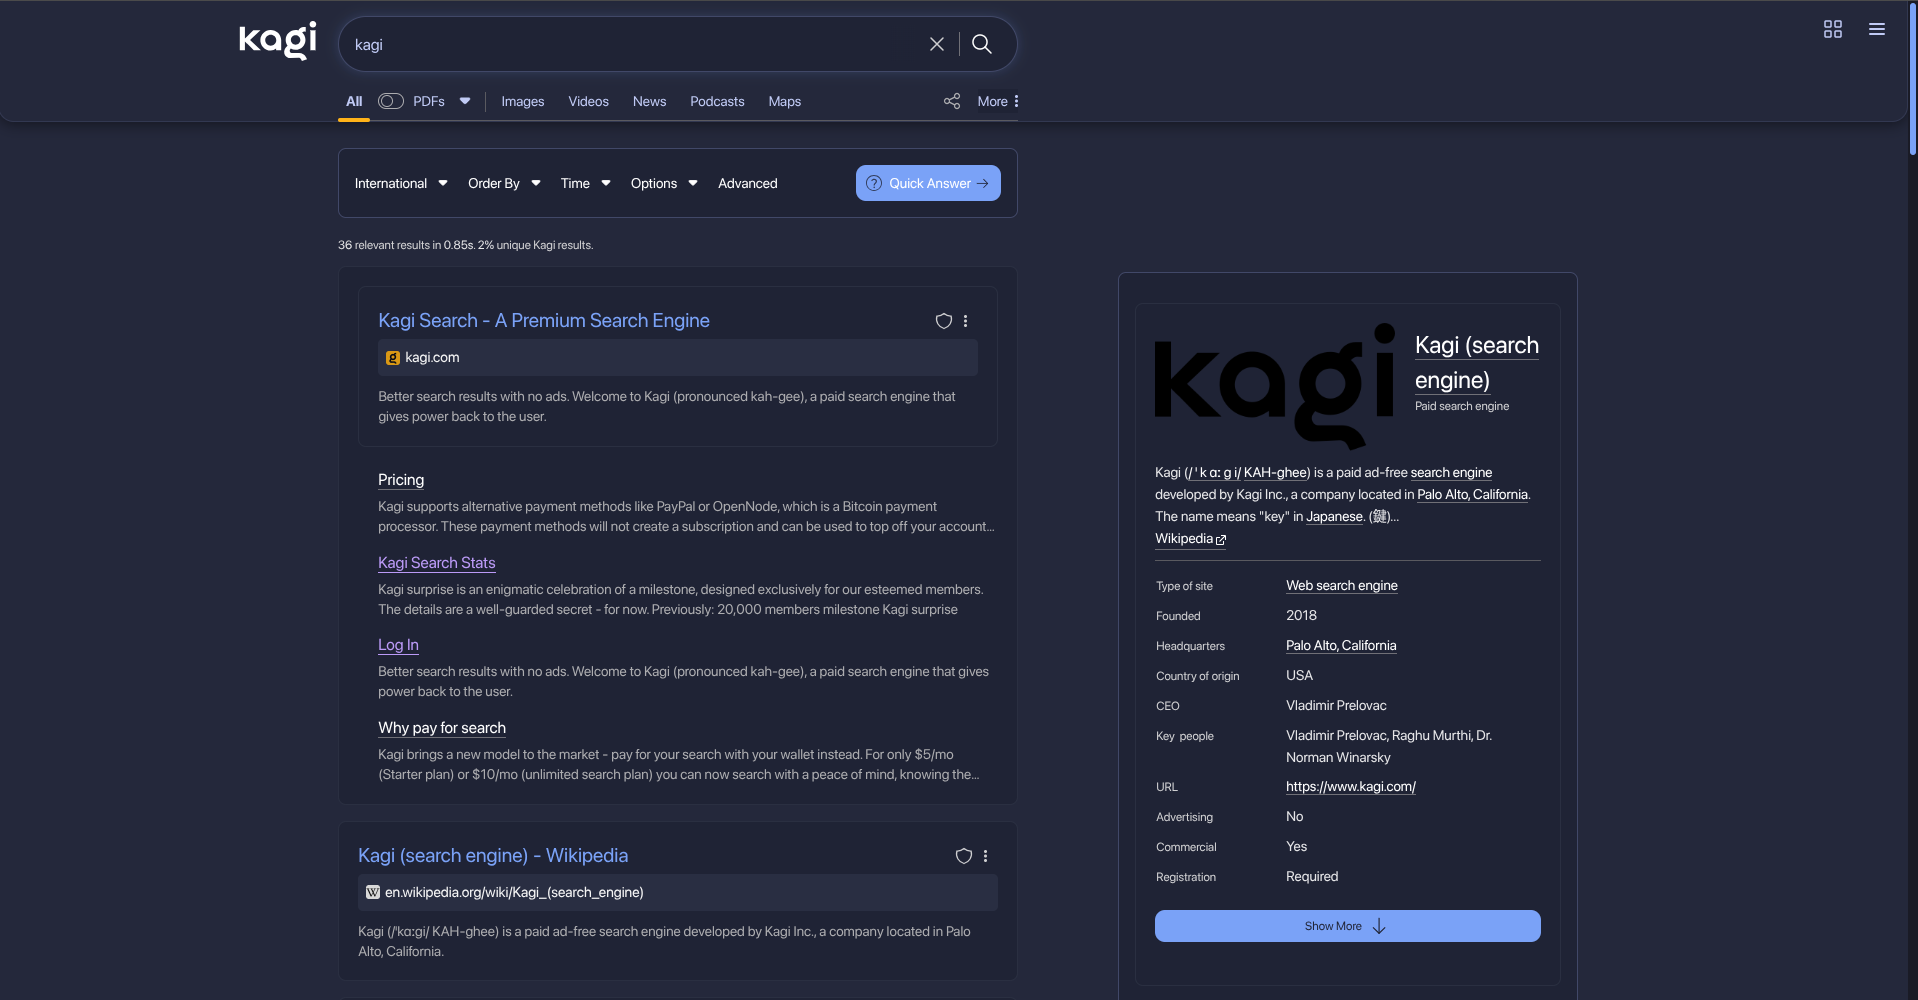 kagi
kagi
All PDFs Images Videos News Podcasts Maps More
International Order By Time Options Advanced Quick Answer
36 relevant results in 0.85s. 2% unique Kagi results.
Kagi Search - A Premium Search Engine
kagi.com
Better search results with no ads. Welcome to Kagi (pronounced kah-gee), a paid search engine that
gives power back to the user.
Pricing
Kagi supports alternative payment methods like PayPal or OpenNode, which is a Bitcoin payment
processor. These payment methods will not create a subscription and can be used to top off your account...
Kagi Search Stats
Kagi surprise is an enigmatic celebration of a milestone, designed exclusively for our esteemed members.
The details are a well-guarded secret - for now. Previously: 20,000 members milestone Kagi surprise
Log In
Better search results with no ads. Welcome to Kagi (pronounced kah-gee), a paid search engine that gives
power back to the user.
Why pay for search
Kagi brings a new model to the market - pay for your search with your wallet instead. For only $5/mo
(Starter plan) or $10/mo (unlimited search plan) you can now search with a peace of mind, knowing the...
Kagi (search engine) - Wikipedia
W en.wikipedia.org/wiki/Kagi_(search_engine)
Kagi (/ˈkɑːɡi/ KAH-ghee) is a paid ad-free search engine developed by Kagi Inc., a company located in Palo
Alto, California.
kagi
Kagi (search
engine)
Paid search engine
Kagi (/ ˈ k ɑː ɡ i/ KAH-ghee) is a paid ad-free search engine
developed by Kagi Inc., a company located in Palo Alto, California.
The name means "key" in Japanese. (鍵)...
Wikipedia
Type of site Web search engine
Founded 2018
Headquarters Palo Alto, California
Country of origin USA
CEO Vladimir Prelovac
Key people Vladimir Prelovac, Raghu Murthi, Dr.
Norman Winarsky
URL https://www.kagi.com/
Advertising No
Commercial Yes
Registration Required
Show More